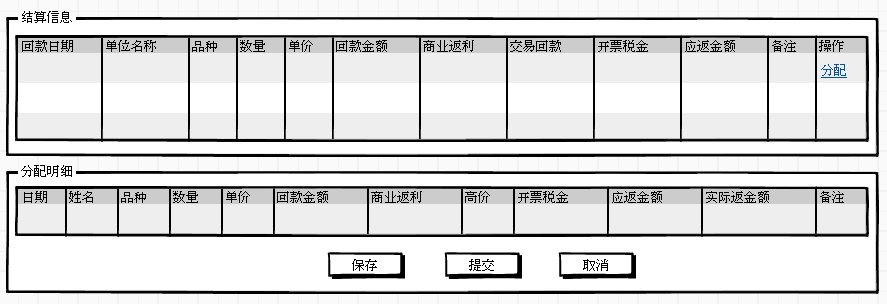 结算信息
回款日期 单位名称 品种 数量 单价 回款金额 商业返利 交易回款 开票税金 应返金额 备注 操作
分配
分配明细
日期 姓名 品种 数量 单价 回款金额 商业返利 高价 开票税金 应返金额 实际返金额 备注
保存 提交 取消